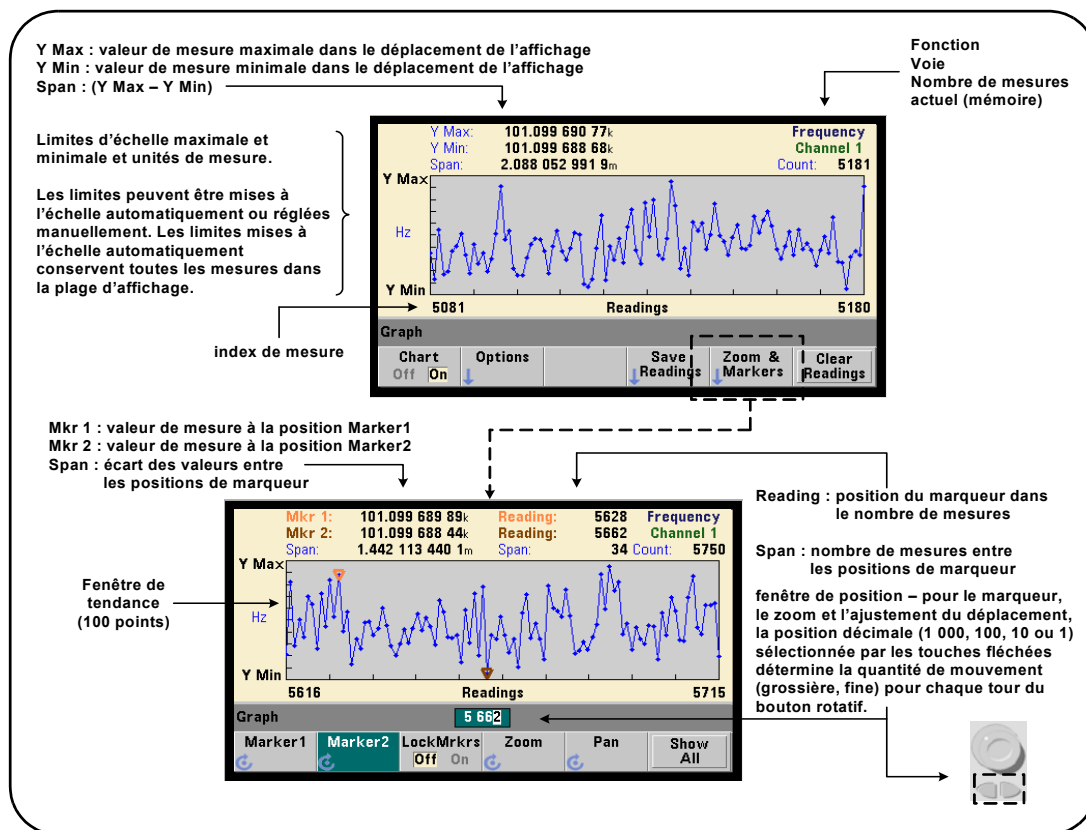 Y Max : valeur de mesure maximale dans le déplacement de l'affichage
Y Min : valeur de mesure minimale dans le déplacement de l'affichage
Span : (Y Max – Y Min)
Fonction
Voie
Nombre de mesures
actuel (mémoire)
Limites d'échelle maximale et
minimale et unités de mesure.
Les limites peuvent être mises à
l'échelle automatiquement ou réglées
manuellement. Les limites mises à
l'échelle automatiquement
conservent toutes les mesures dans
la plage d'affichage.
index de mesure
Y Max: 101.099 690 77k Frequency
Y Min: 101.099 688 68k Channel 1
Span: 2.088 052 991 9m Count: 5181
Y Max
Hz
Y Min
5081 Readings 5180
Graph
Chart Options Save Zoom & Clear
Off On Readings Markers Readings
Mkr 1 : valeur de mesure à la position Marker1
Mkr 2 : valeur de mesure à la position Marker2
Span : écart des valeurs entre
les positions de marqueur
Reading : position du marqueur dans
le nombre de mesures
Span : nombre de mesures entre
les positions de marqueur
fenêtre de position – pour le marqueur,
le zoom et l'ajustement du déplacement,
la position décimale (1 000, 100, 10 ou 1)
sélectionnée par les touches fléchées
détermine la quantité de mouvement
(grossière, fine) pour chaque tour du
bouton rotatif.
Fenêtre de
tendance
(100 points)
Mkr 1: 101.099 689 89k Reading: 5628 Frequency
Mkr 2: 101.099 688 44k Reading: 5662 Channel 1
Span: 1.442 113 440 1m Span: 34 Count: 5750
Y Max
Hz
Y Min
5616 Readings 5715
Graph 5 662
Marker1 Marker2 LockMrkrs Zoom Pan Show
Off On All